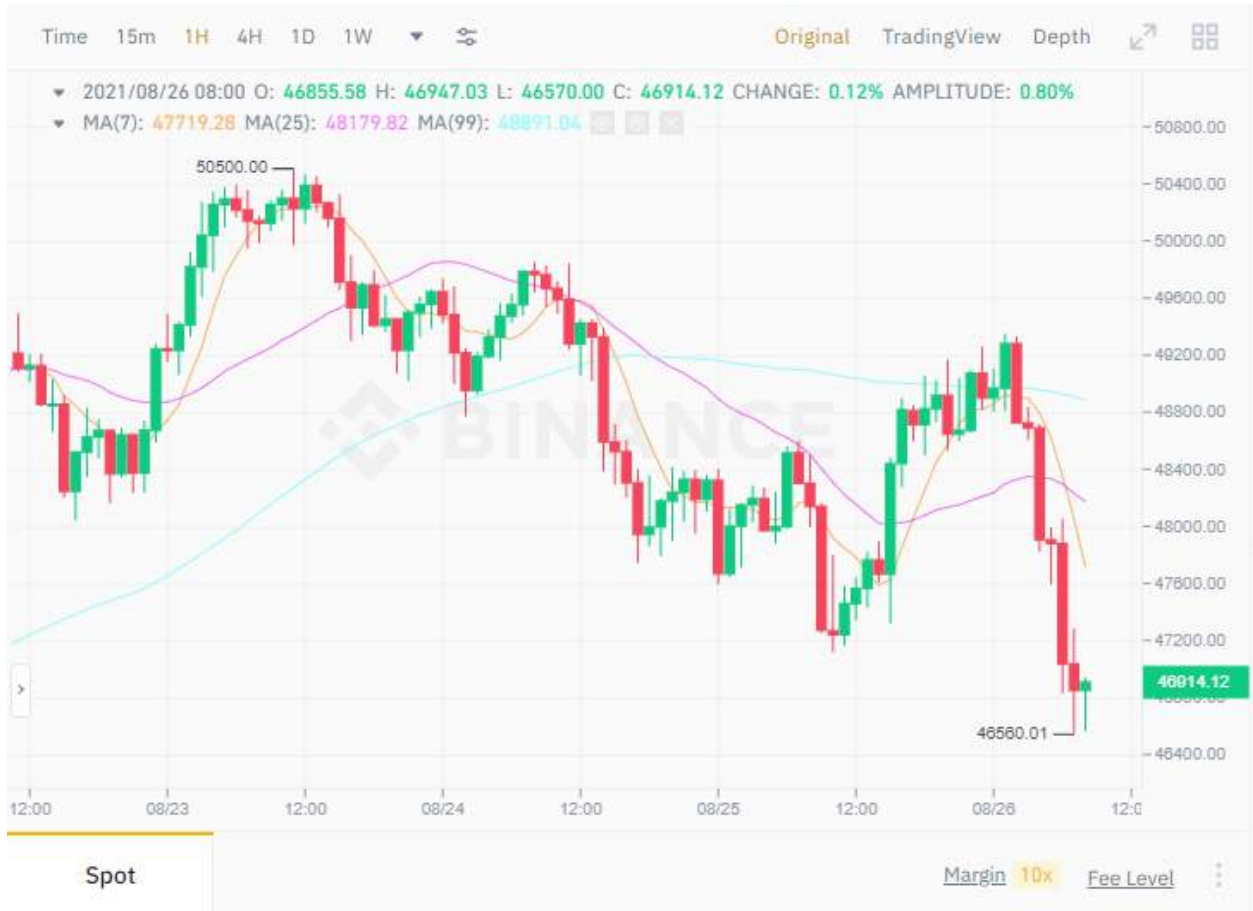 Time 15m 1H 4H 1D 1W Original TradingView Depth
2021/08/26 08:00 O: 46855.58 H: 46947.03 L: 46570.00 C: 46914.12 CHANGE: 0.12% AMPLITUDE: 0.80%
MA(7): 47719.28 MA(25): 48179.82 MA(99): 48891.04
50800.00
50500.00
50400.00
50000.00
49600.00
49200.00
48800.00
BINANCE
48400.00
48000.00
47600.00
47200.00
46914.12
46560.01
46400.00
12:00 08/23 12:00 08/24 12:00 08/25 12:00 08/26
Spot Margin 10x Fee Level